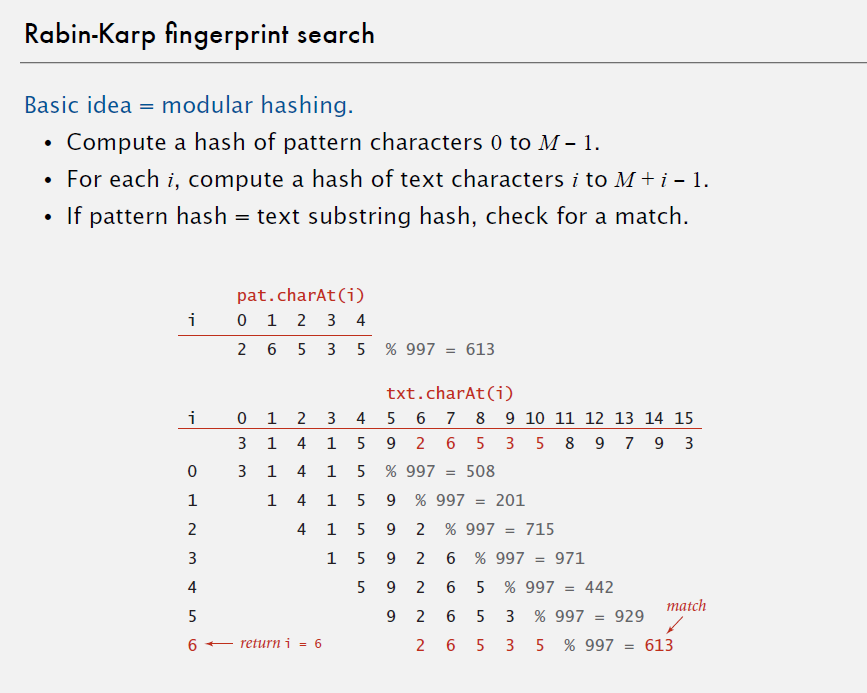 Rabin-Karp fingerprint search
Basic idea = modular hashing.
• Compute a hash of pattern characters 0 to M – 1.
• For each i, compute a hash of text characters i to M + i – 1.
• If pattern hash = text substring hash, check for a match.
pat.charAt(i)
i 0 1 2 3 4
2 6 5 3 5 % 997 = 613
txt.charAt(i)
i 0 1 2 3 4 5 6 7 8 9 10 11 12 13 14 15
3 1 4 1 5 9 2 6 5 3 5 8 9 7 9 3
0 3 1 4 1 5 % 997 = 508
1 1 4 1 5 9 % 997 = 201
2 4 1 5 9 2 % 997 = 715
3 1 5 9 2 6 % 997 = 971
4 5 9 2 6 5 % 997 = 442
match
5 9 2 6 5 3 % 997 = 929
6 return i = 6 2 6 5 3 5 % 997 = 613